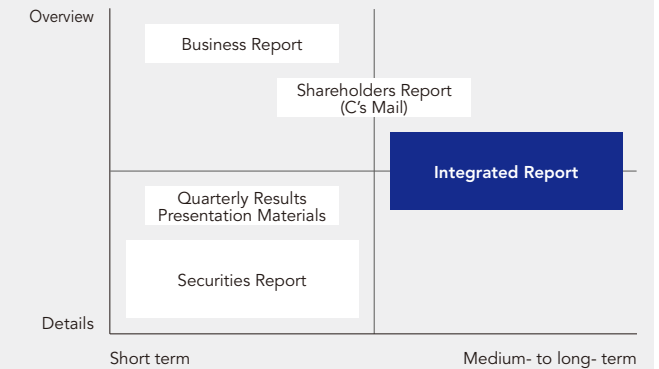 Overview
Business Report
Shareholders Report
(C's Mail)
Integrated Report
Quarterly Results
Presentation Materials
Securities Report
Details
Short term
Medium- to long- term